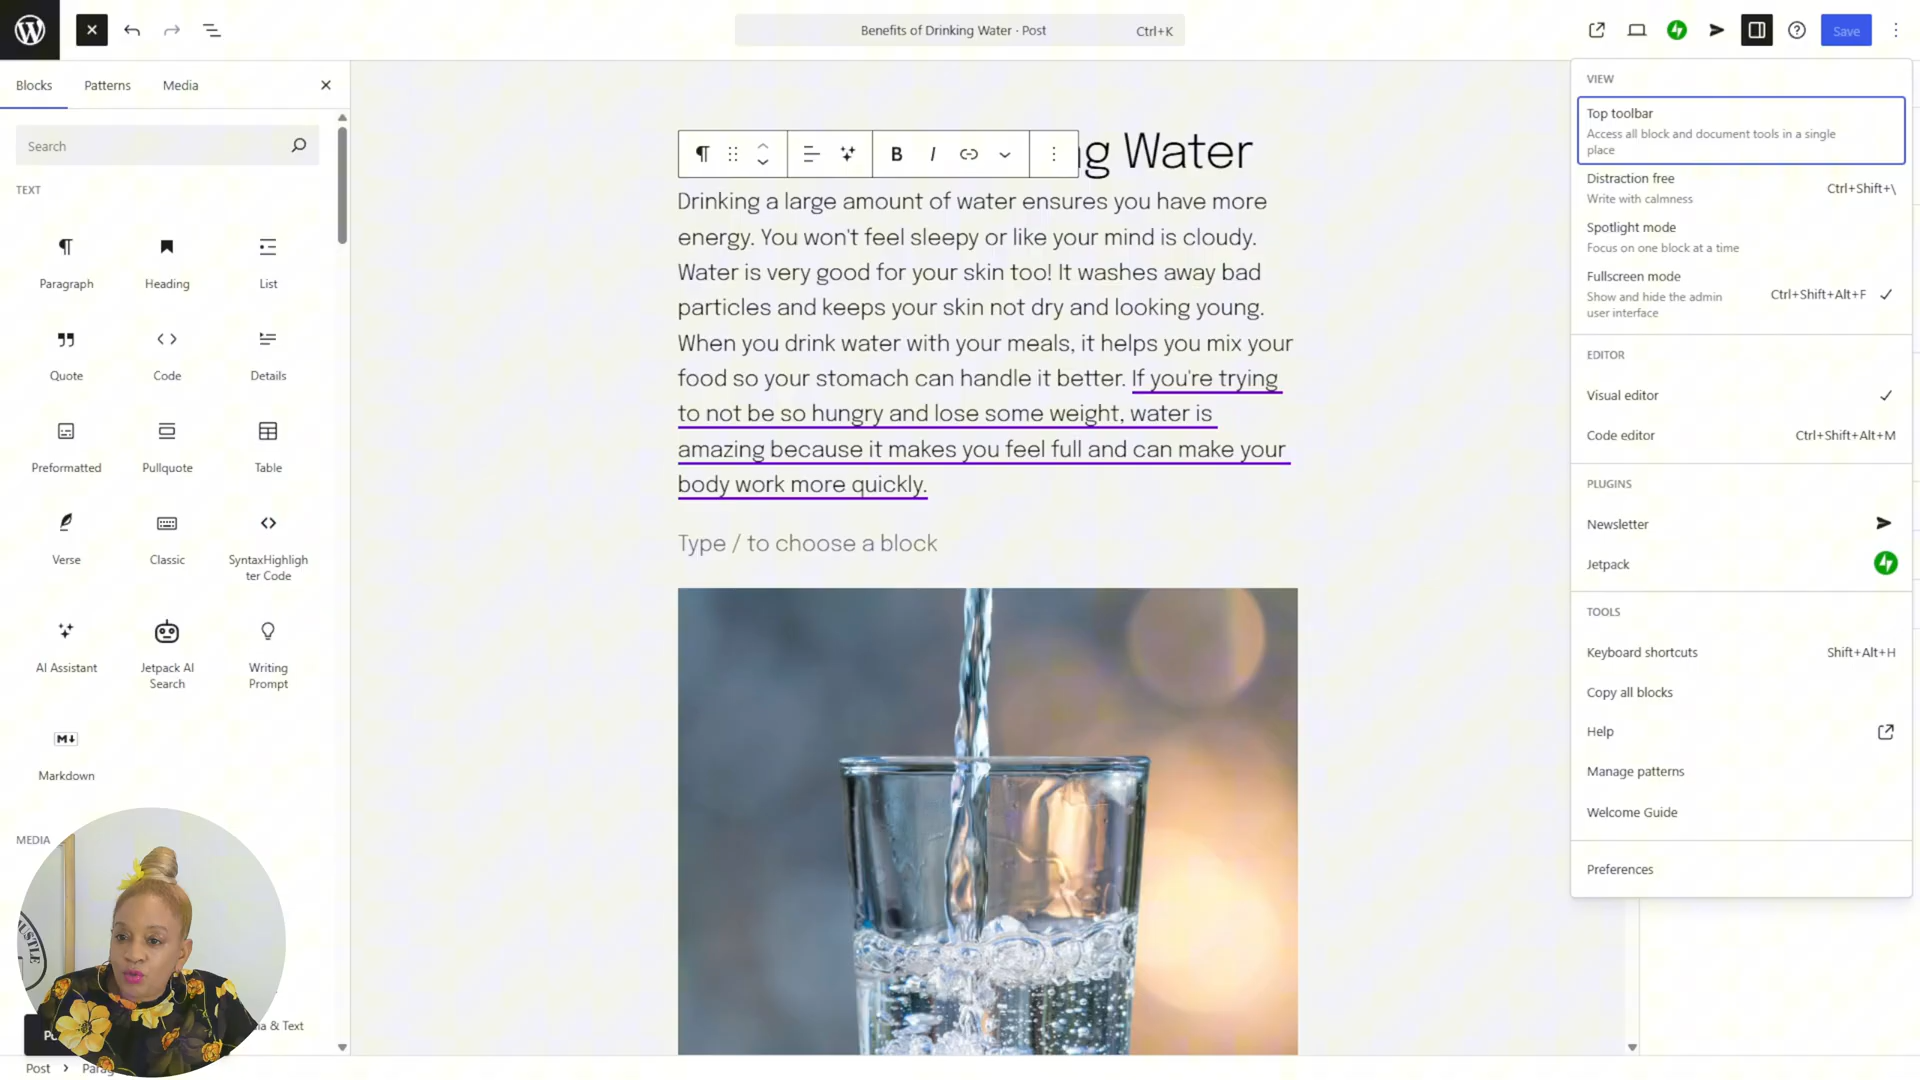 Benefits of Drinking Water · Post
Ctrl+K
Save
Blocks
Patterns
Media
Search
TEXT
Paragraph
Heading
List
Quote
Code
Details
Preformatted
Pullquote
Table
Verse
Classic
SyntaxHighligh
ter Code
AI Assistant
Jetpack AI
Search
Writing
Prompt
M↓
Markdown
MEDIA
& Text
Post
B
I
g Water
Drinking a large amount of water ensures you have more
energy. You won't feel sleepy or like your mind is cloudy.
Water is very good for your skin too! It washes away bad
particles and keeps your skin not dry and looking young.
When you drink water with your meals, it helps you mix your
food so your stomach can handle it better. If you're trying
to not be so hungry and lose some weight, water is
amazing because it makes you feel full and can make your
body work more quickly.
Type / to choose a block
VIEW
Top toolbar
Access all block and document tools in a single
place
Distraction free
Ctrl+Shift+\
Write with calmness
Spotlight mode
Focus on one block at a time
Fullscreen mode
Show and hide the admin
user interface
Ctrl+Shift+Alt+F
EDITOR
Visual editor
Code editor
Ctrl+Shift+Alt+M
PLUGINS
Newsletter
Jetpack
TOOLS
Keyboard shortcuts
Shift+Alt+H
Copy all blocks
Help
Manage patterns
Welcome Guide
Preferences